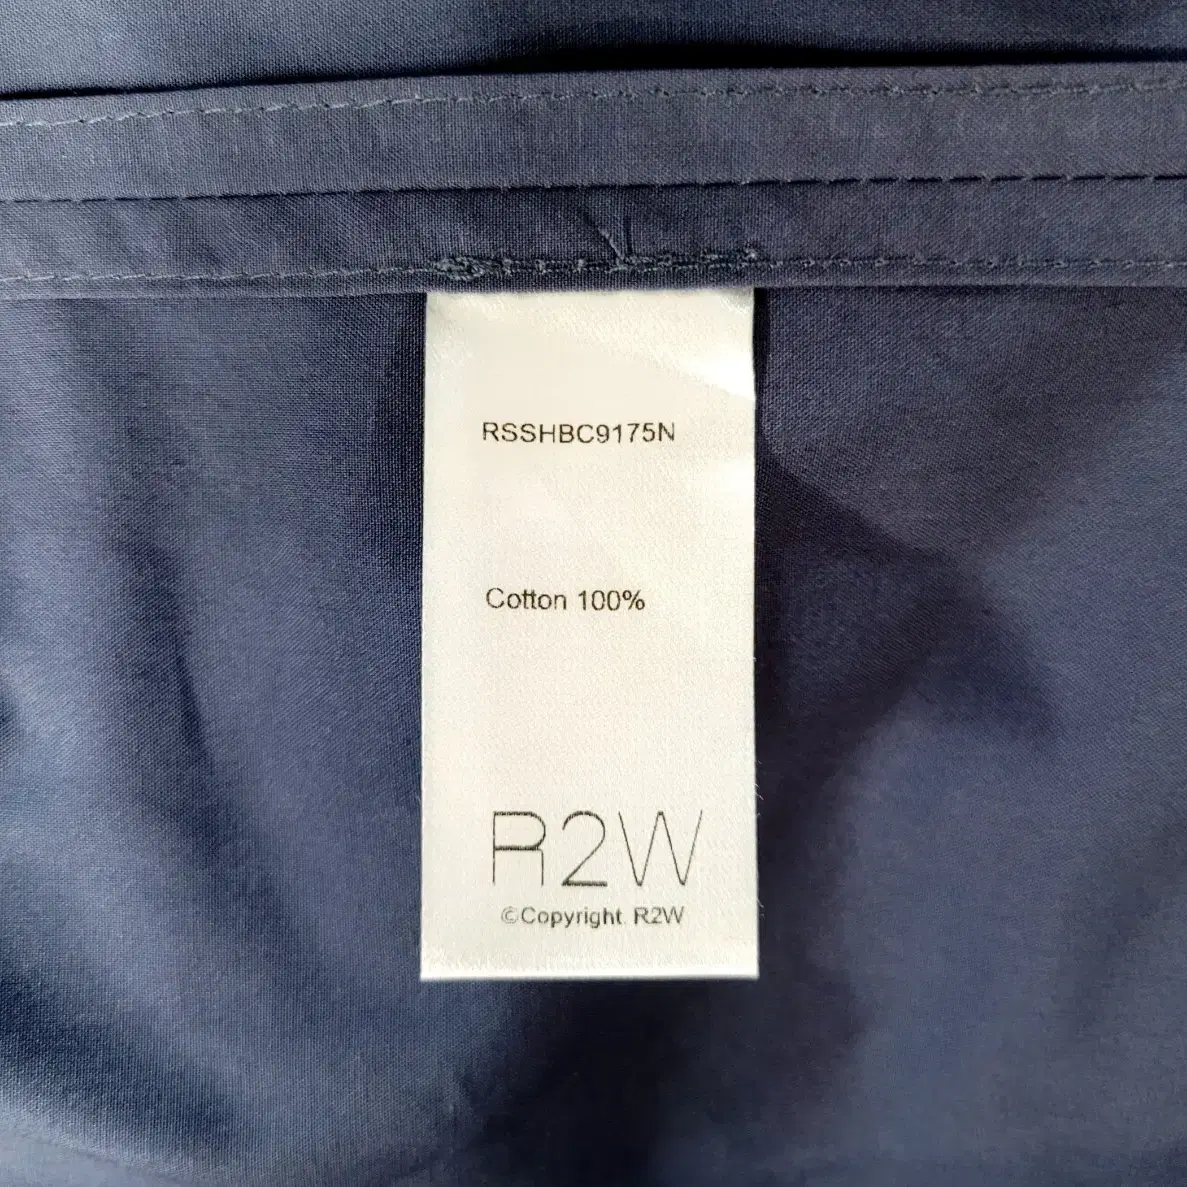 RSSHBC9175N
Cotton 100%
R2W
©Copyright. R2W